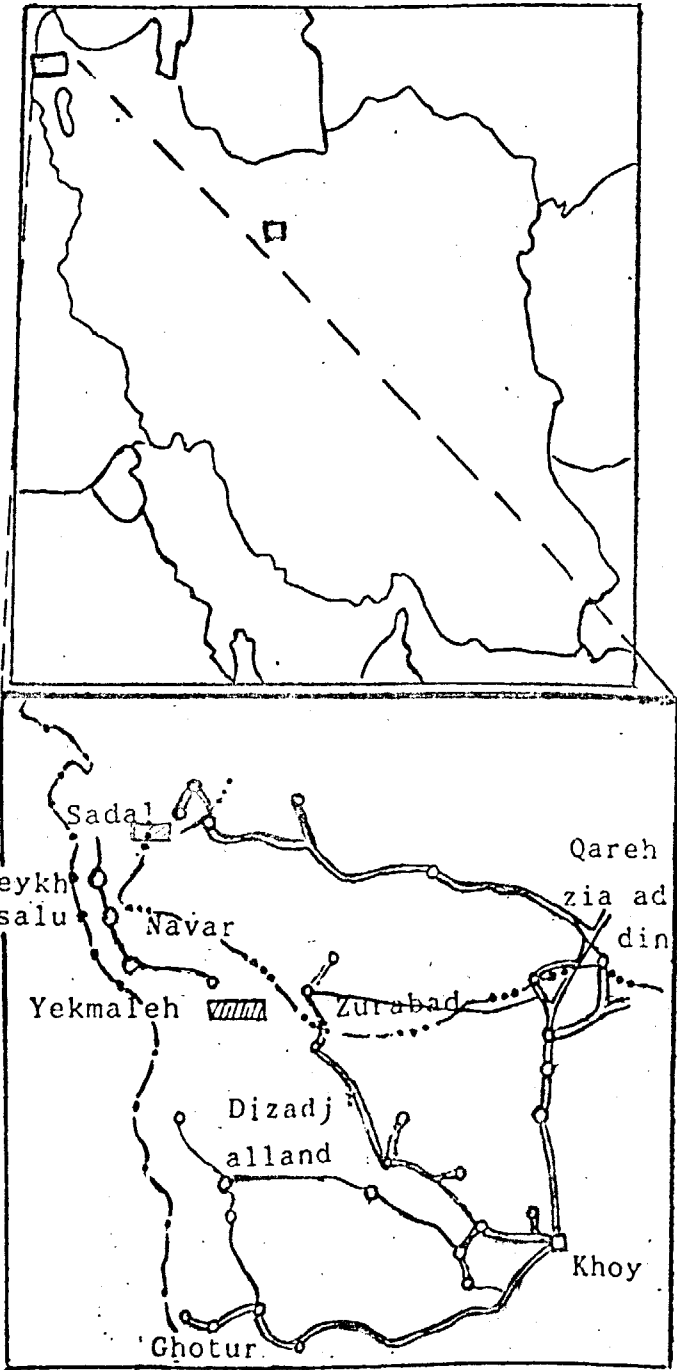 Sadal
Qareh
zia ad
din
eykh
salu
Navar
Yekmaleh
Zurabad
Dizadj
alland
Khoy
Ghotur